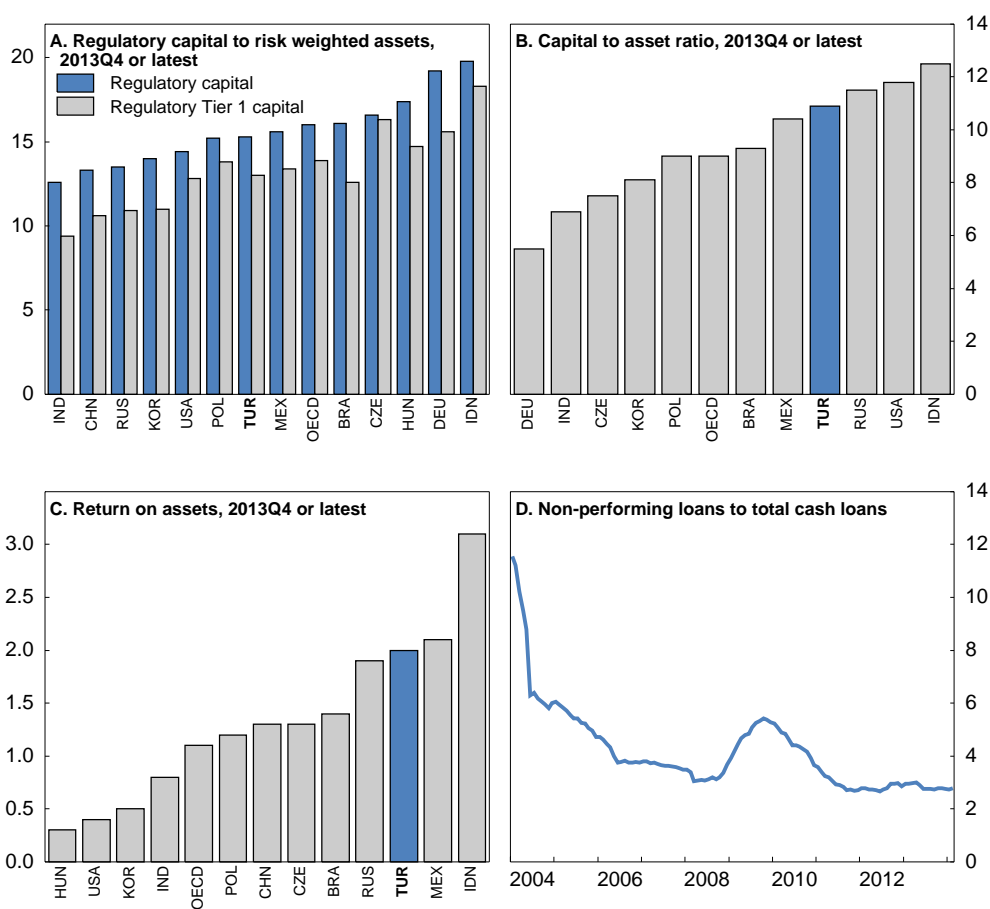 A. Regulatory capital to risk weighted assets,
2013Q4 or latest
Regulatory capital
Regulatory Tier 1 capital
20
15
10
5
0
IND CHN RUS KOR USA POL TUR MEX OECD BRA CZE HUN DEU IDN
B. Capital to asset ratio, 2013Q4 or latest
14
12
10
8
6
4
2
0
DEU IND CZE KOR POL OECD BRA MEX TUR RUS USA IDN
C. Return on assets, 2013Q4 or latest
3.0
2.5
2.0
1.5
1.0
0.5
0.0
HUN USA KOR IND OECD POL CHN CZE BRA RUS TUR MEX IDN
D. Non-performing loans to total cash loans
14
12
10
8
6
4
2
0
2004 2006 2008 2010 2012